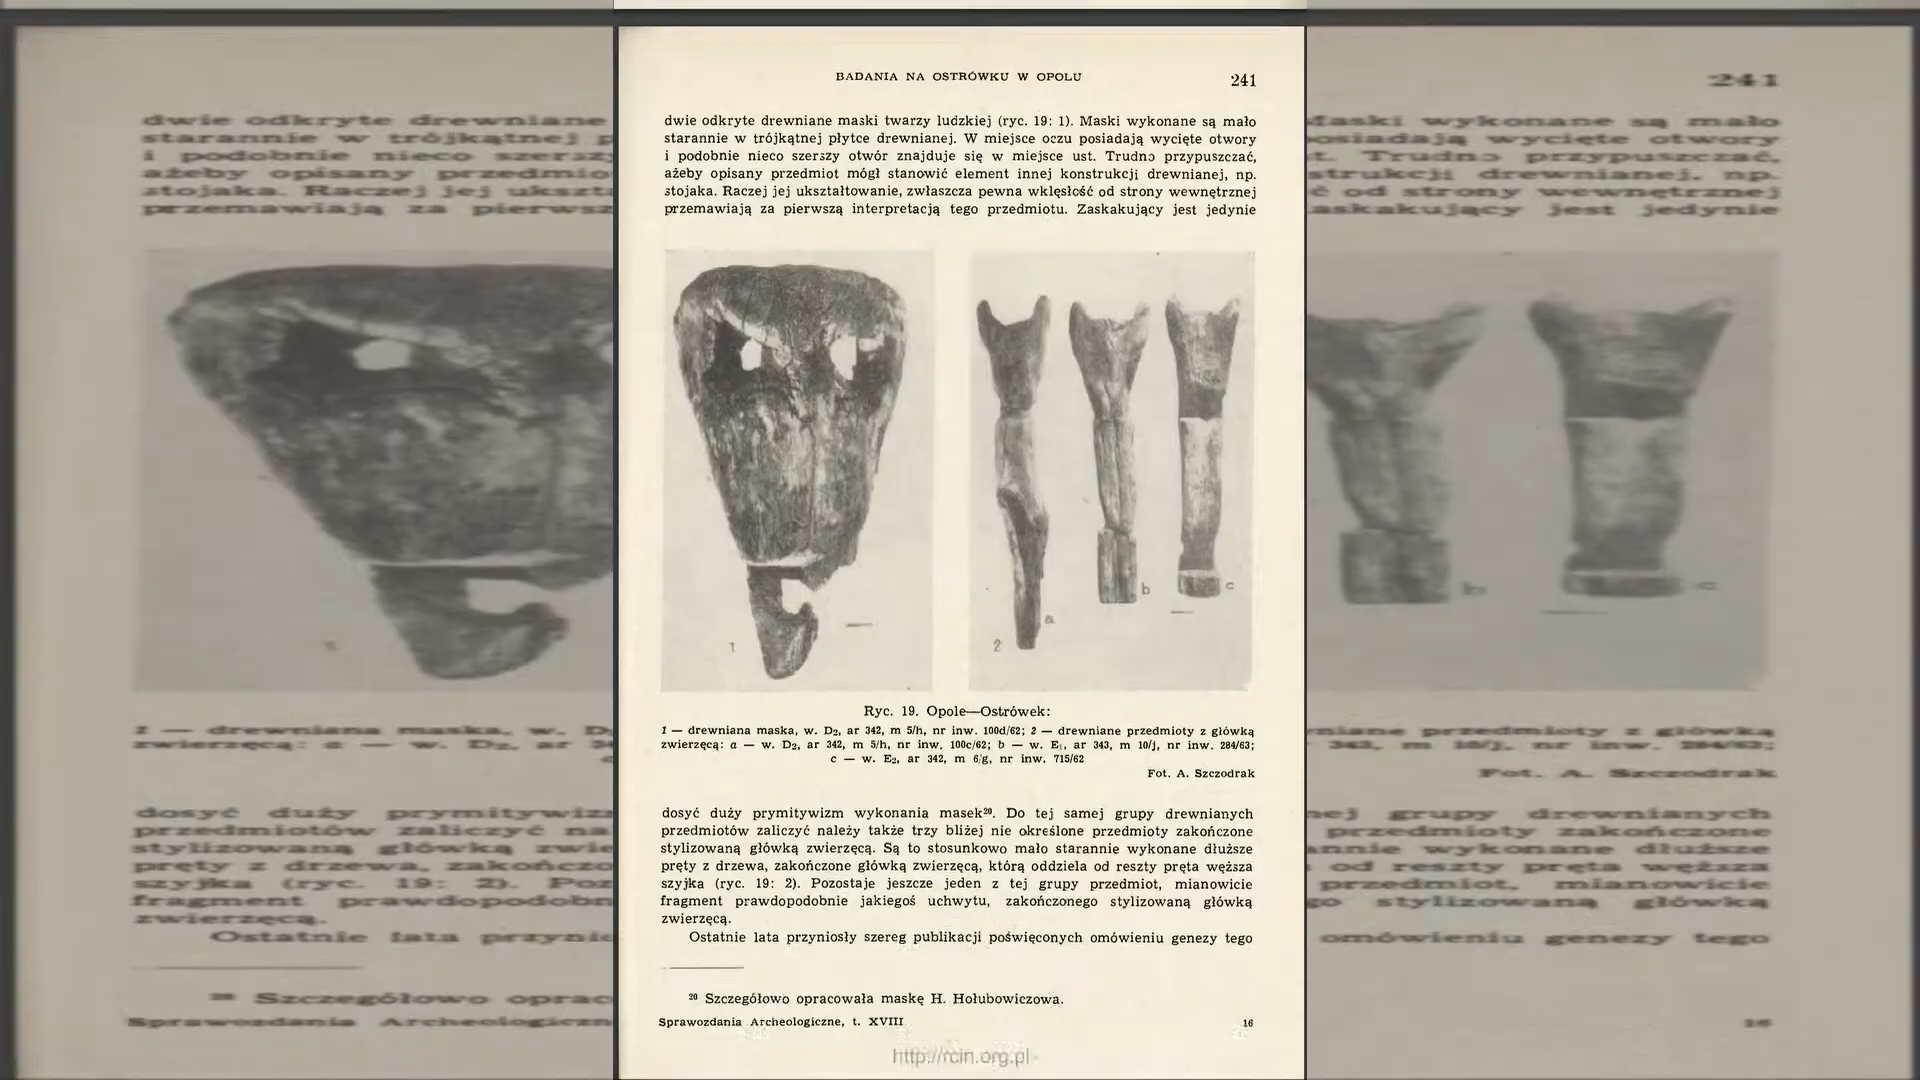 BADANIA NA OSTRÓWKU W OPOLU 241
dwie odkryte drewniane maski twarzy ludzkiej (ryc. 19: 1). Maski wykonane są mało
starannie w trójkątnej płytce drewnianej. W miejsce oczu posiadają wycięte otwory
i podobnie nieco szerszy otwór znajduje się w miejsce ust. Trudno przypuszczać,
ażeby opisany przedmiot mógł stanowić element innej konstrukcji drewnianej, np.
stojaka. Raczej jej ukształtowanie, zwłaszcza pewna wklęsłość od strony wewnętrznej
przemawiają za pierwszą interpretacją tego przedmiotu. Zaskakujący jest jedynie
1
2
a
b
c
Ryc. 19. Opole—Ostrówek:
1 — drewniana maska, w. D2, ar 342, m 5/h, nr inw. 100d/62; 2 — drewniane przedmioty z główką
zwierzęcą: a — w. D2, ar 342, m 5/h, nr inw. 100c/62; b — w. E1, ar 343, m 10/j, nr inw. 284/63;
c — w. E2, ar 342, m 6/g, nr inw. 715/62
Fot. A. Szczodrak
dosyć duży prymitywizm wykonania masek20. Do tej samej grupy drewnianych
przedmiotów zaliczyć należy także trzy bliżej nie określone przedmioty zakończone
stylizowaną główką zwierzęcą. Są to stosunkowo mało starannie wykonane dłuższe
pręty z drzewa, zakończone główką zwierzęcą, którą oddziela od reszty pręta węższa
szyjka (ryc. 19: 2). Pozostaje jeszcze jeden z tej grupy przedmiot, mianowicie
fragment prawdopodobnie jakiegoś uchwytu, zakończonego stylizowaną główką
zwierzęcą.
Ostatnie lata przyniosły szereg publikacji poświęconych omówieniu genezy tego
20 Szczegółowo opracowała maskę H. Hołubowiczowa.
Sprawozdania Archeologiczne, t. XVIII 16
http://rcin.org.pl